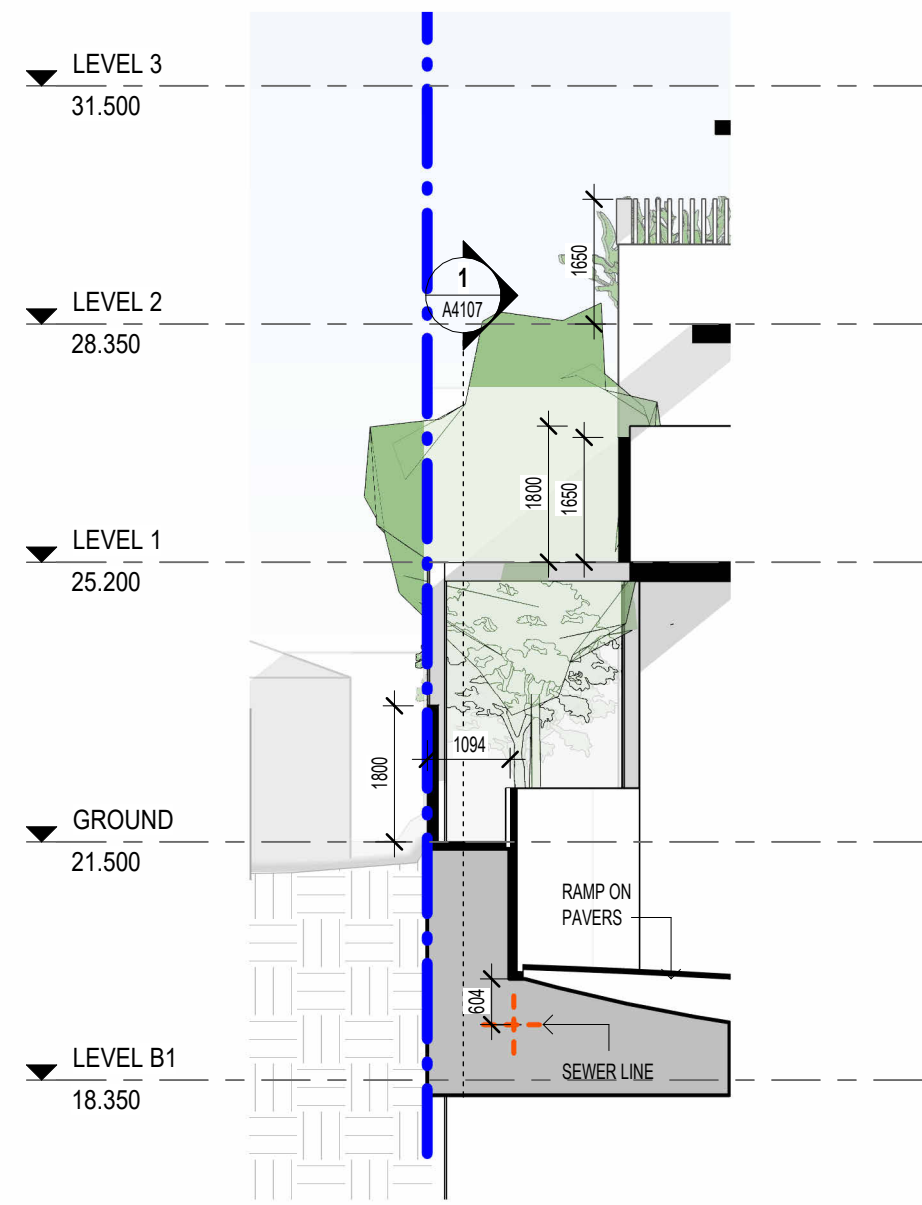 LEVEL 3
31.500
1650
1
A4107
LEVEL 2
28.350
1800
1650
LEVEL 1
25.200
1800
1094
GROUND
21.500
RAMP ON
PAVERS
604
SEWER LINE
LEVEL B1
18.350